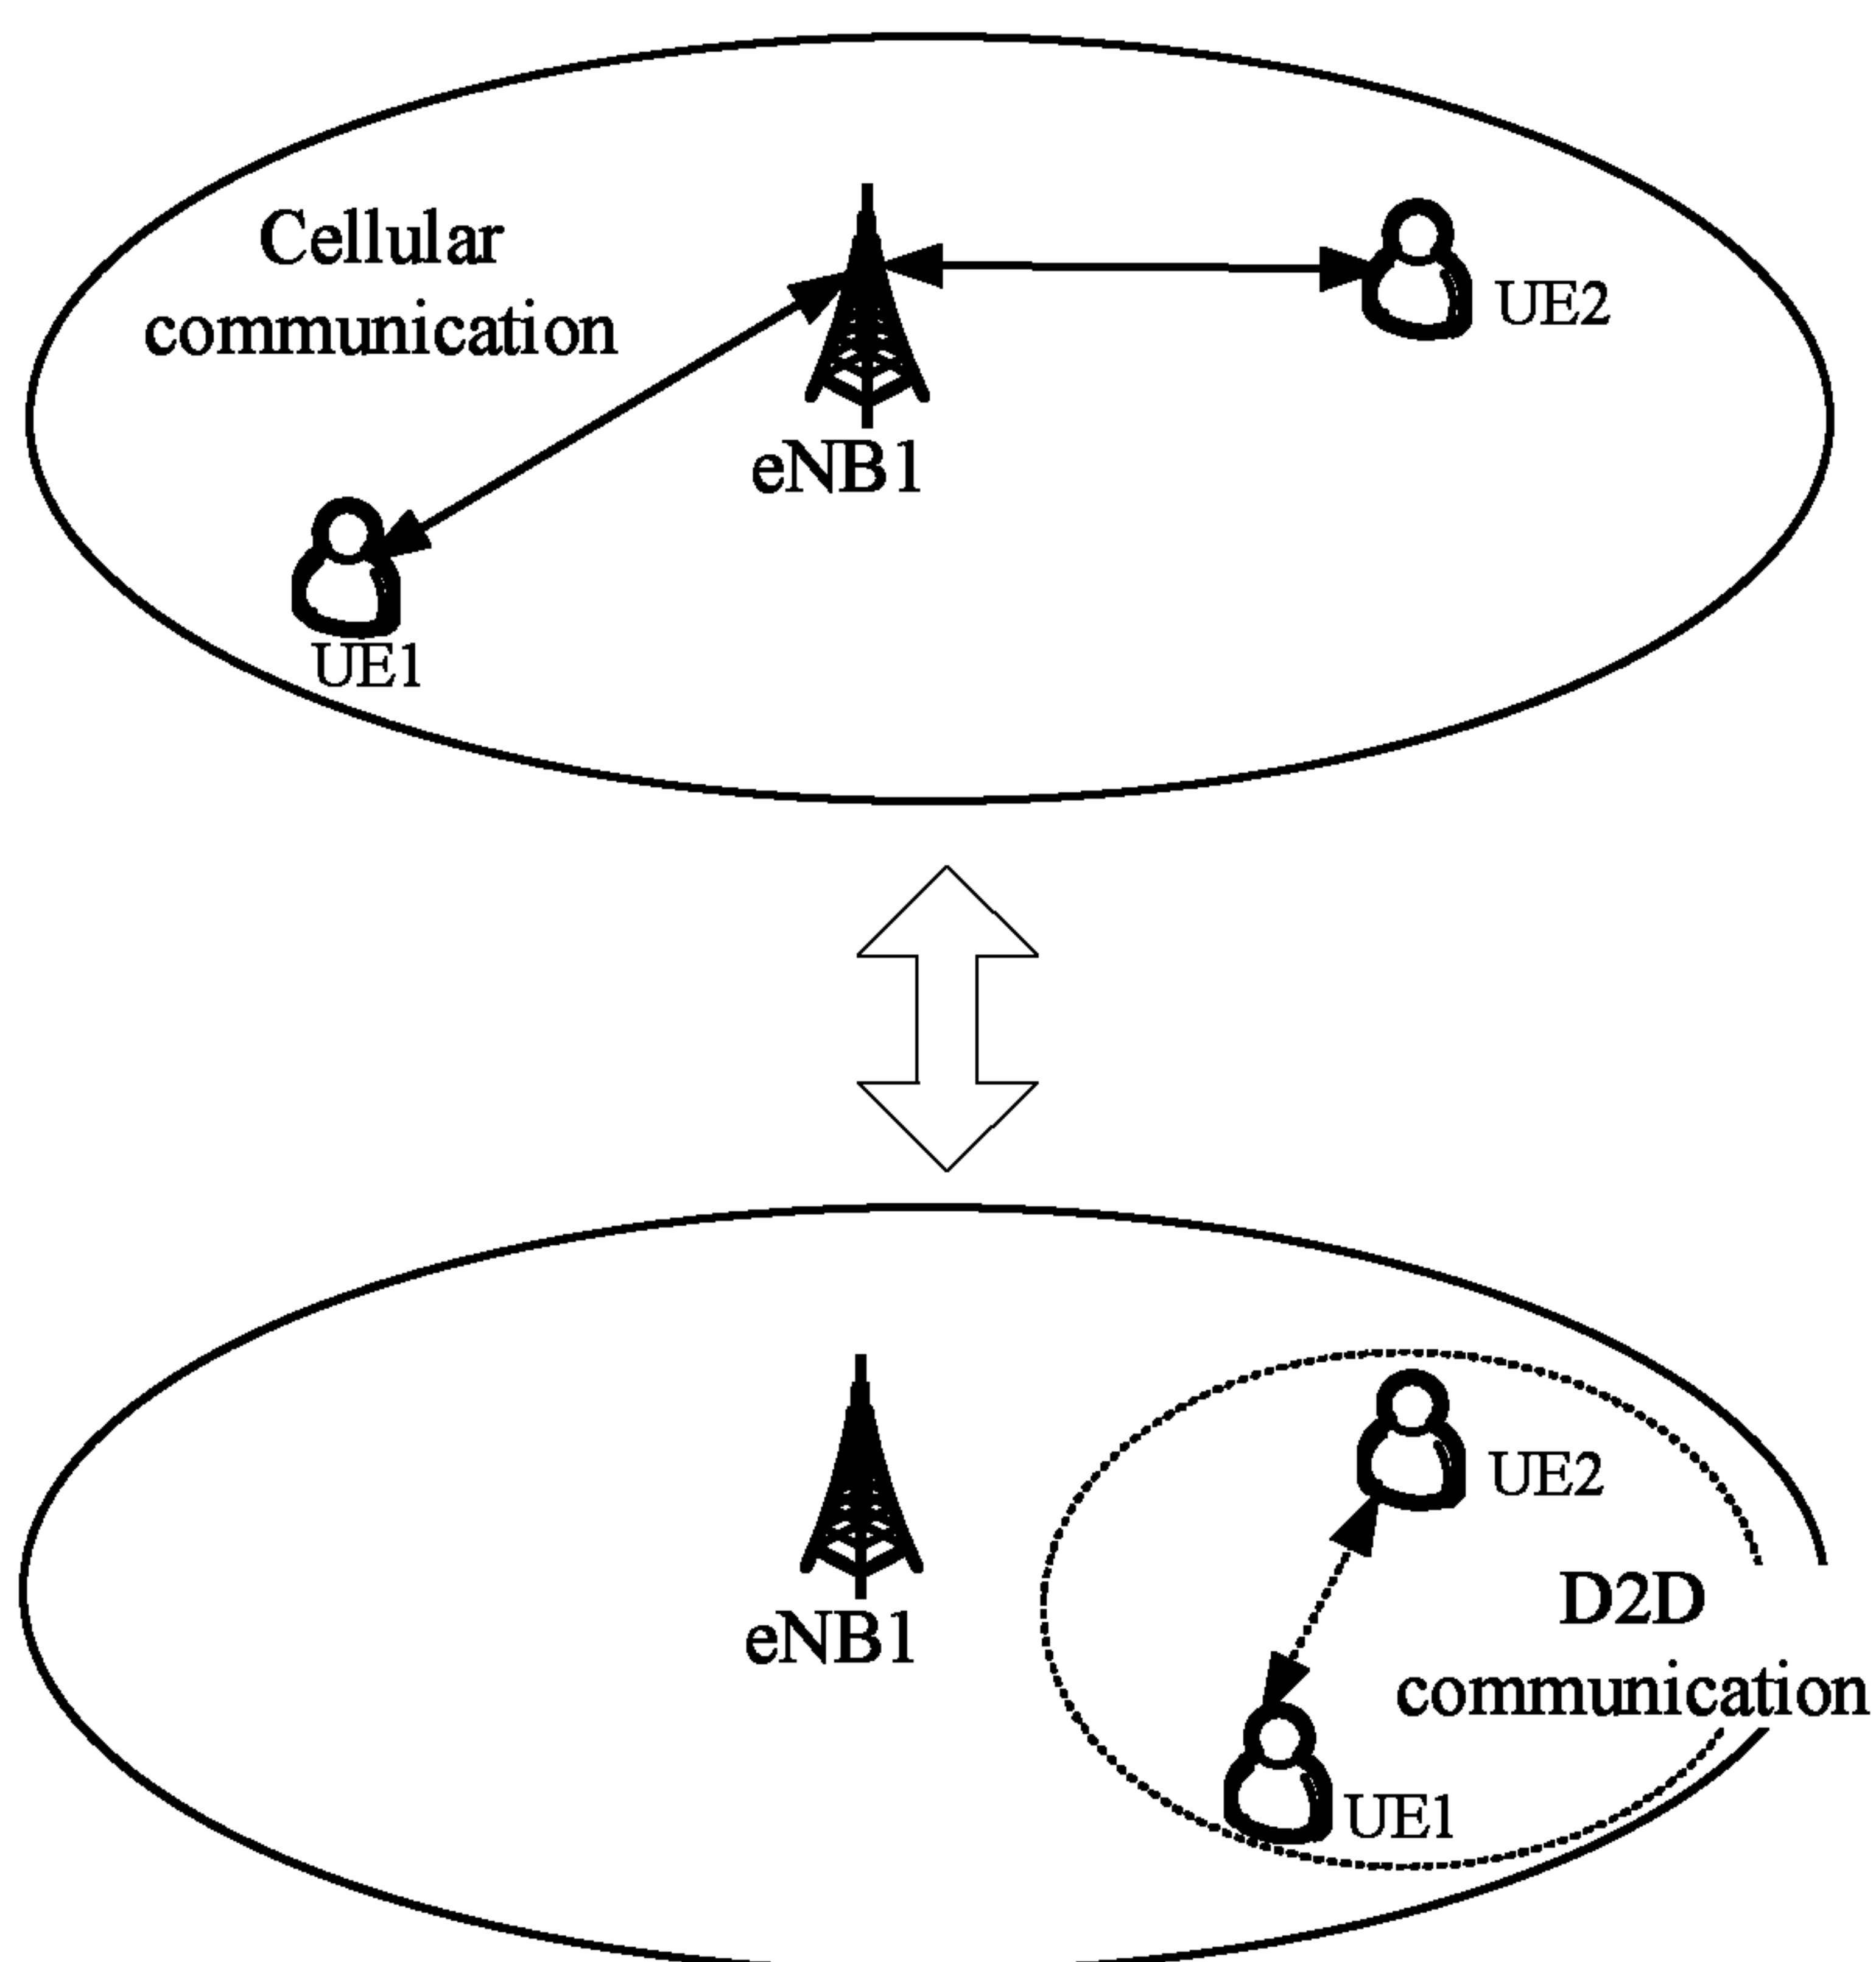 Cellular
communication
UE2
eNB1
UE1
UE2
D2D
eNB1
communication
UE1